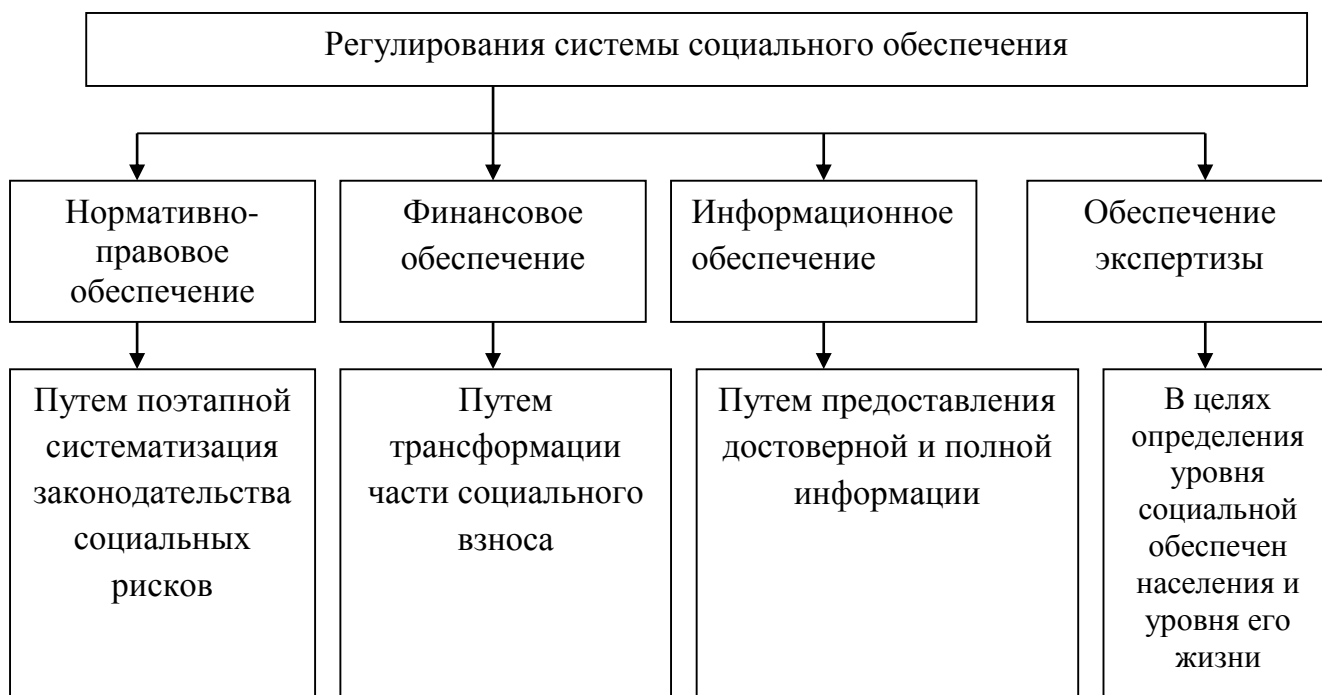 Регулирования системы социального обеспечения
Нормативно-
правовое
обеспечение
Финансовое
обеспечение
Информационное
обеспечение
Обеспечение
экспертизы
Путем поэтапной
систематизация
законодательства
социальных
рисков
Путем
трансформации
части социального
взноса
Путем предоставления
достоверной и полной
информации
В целях
определения
уровня
социальной
обеспечен
населения и
уровня его
жизни